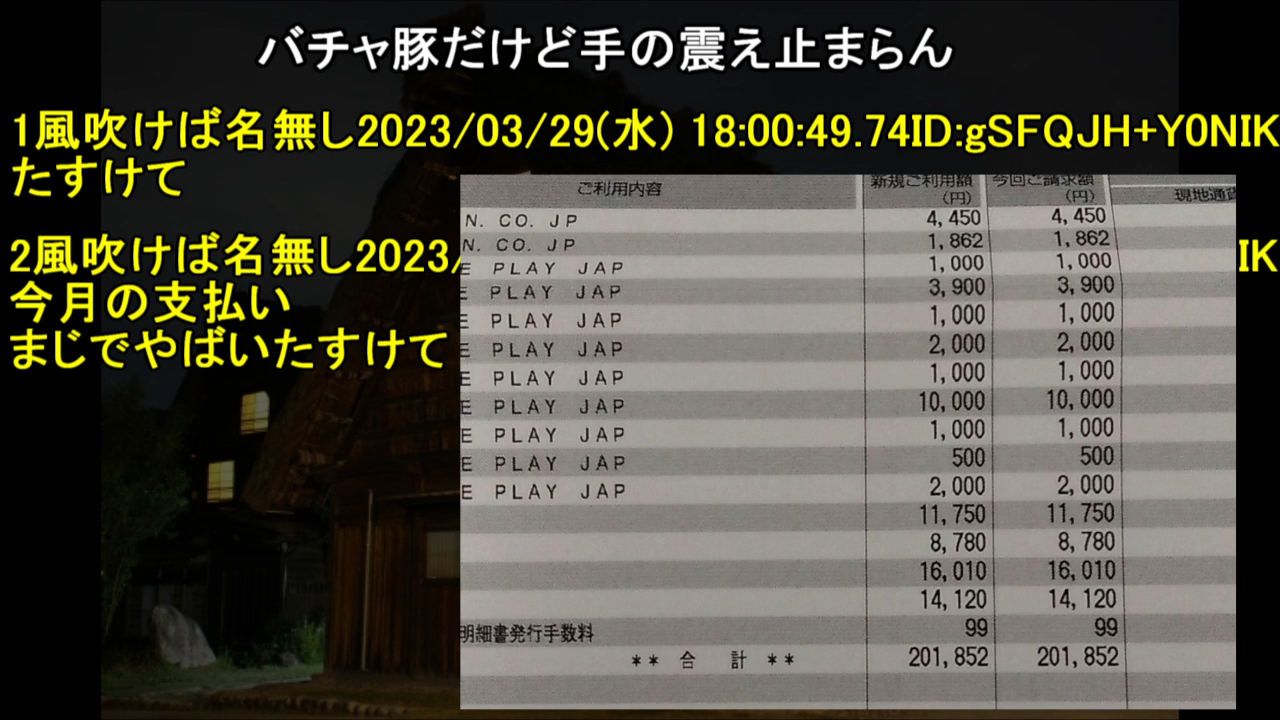 バチャ豚だけど手の震え止まらん
1風吹けば名無し2023/03/29(水) 18:00:49.74ID:gSFQJH+Y0NIK
たすけて
2風吹けば名無し2023/
IK
今月の支払い
まじでやばいたすけて
ご利用内容 新規ご利用額(円) 今回ご請求額(円) 現地通貨
N. CO. JP 4,450 4,450
N. CO. JP 1,862 1,862
E PLAY JAP 1,000 1,000
E PLAY JAP 3,900 3,900
E PLAY JAP 1,000 1,000
E PLAY JAP 2,000 2,000
E PLAY JAP 1,000 1,000
E PLAY JAP 10,000 10,000
E PLAY JAP 1,000 1,000
E PLAY JAP 500 500
E PLAY JAP 2,000 2,000
11,750 11,750
8,780 8,780
16,010 16,010
14,120 14,120
明細書発行手数料 99 99
** 合 計 ** 201,852 201,852